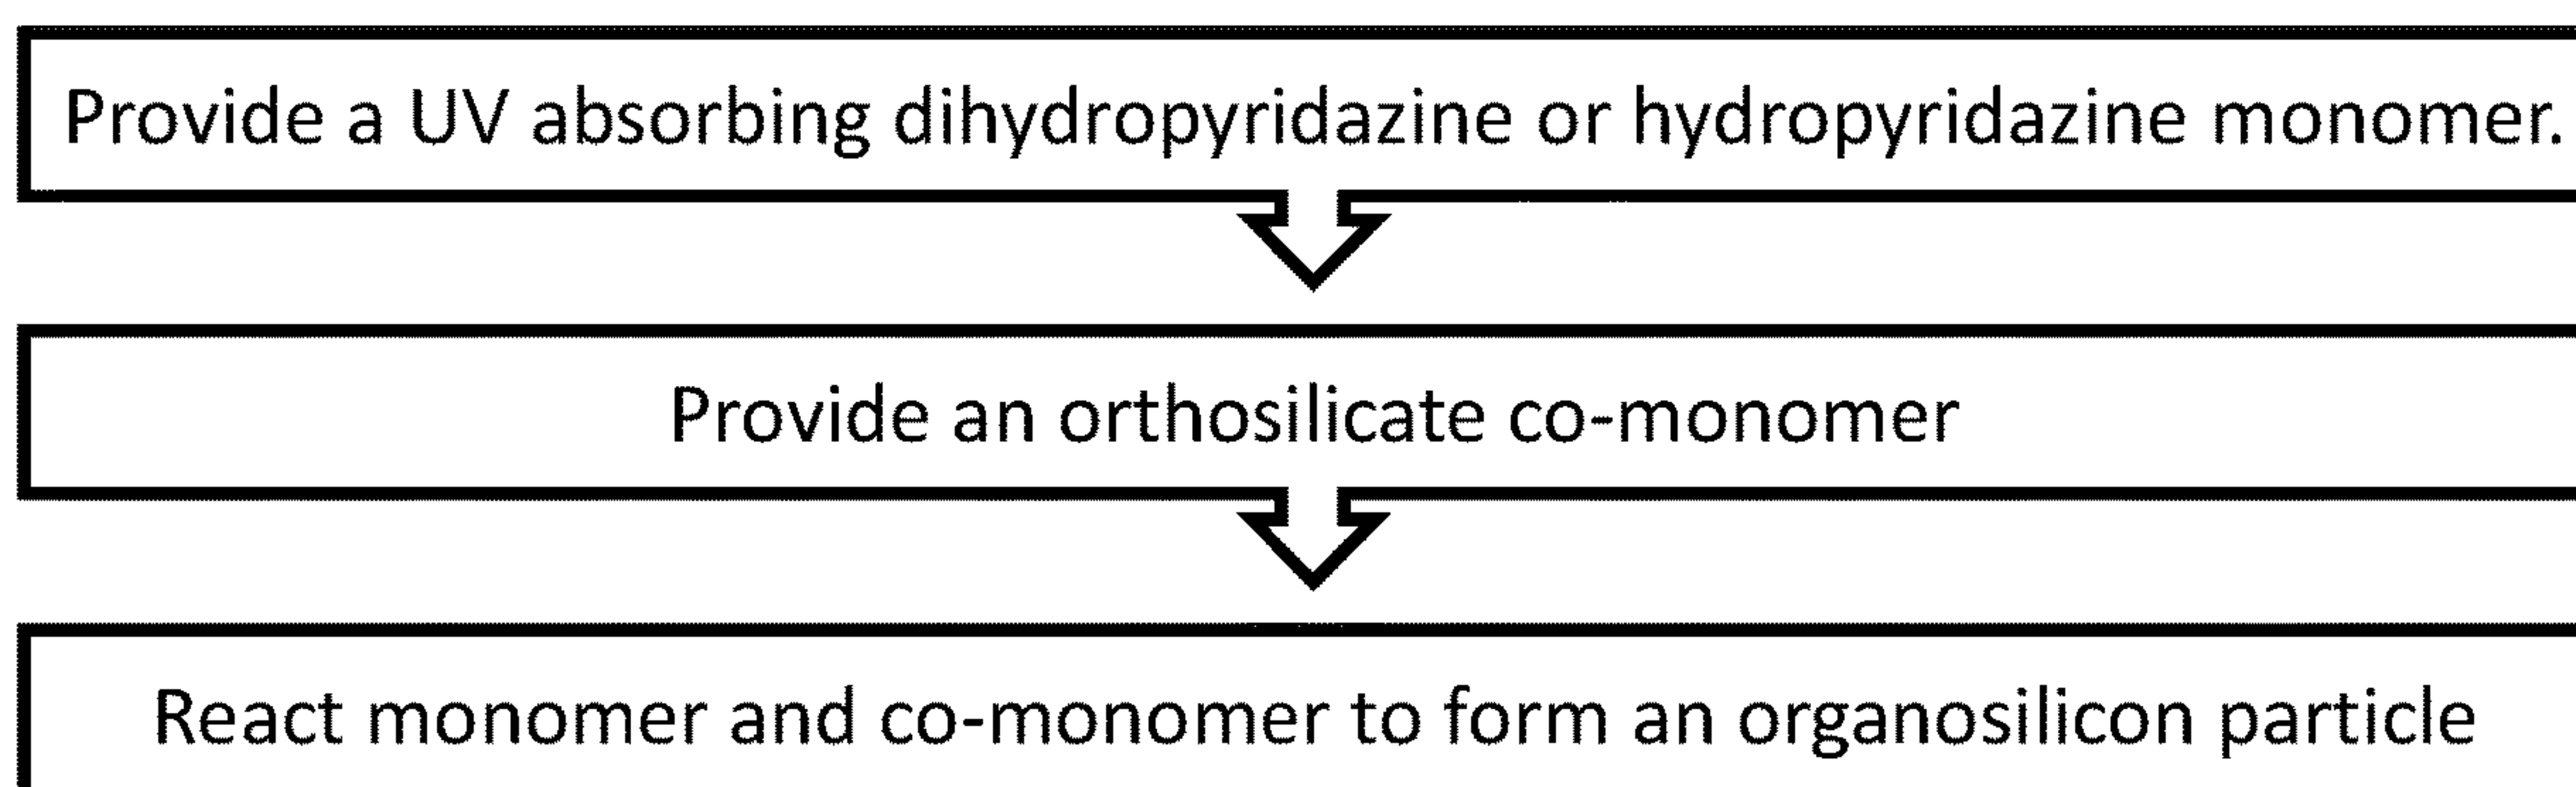 Provide a UV absorbing dihydropyridazine or hydropyridazine monomer.
Provide an orthosilicate co-monomer
React monomer and co-monomer to form an organosilicon particle